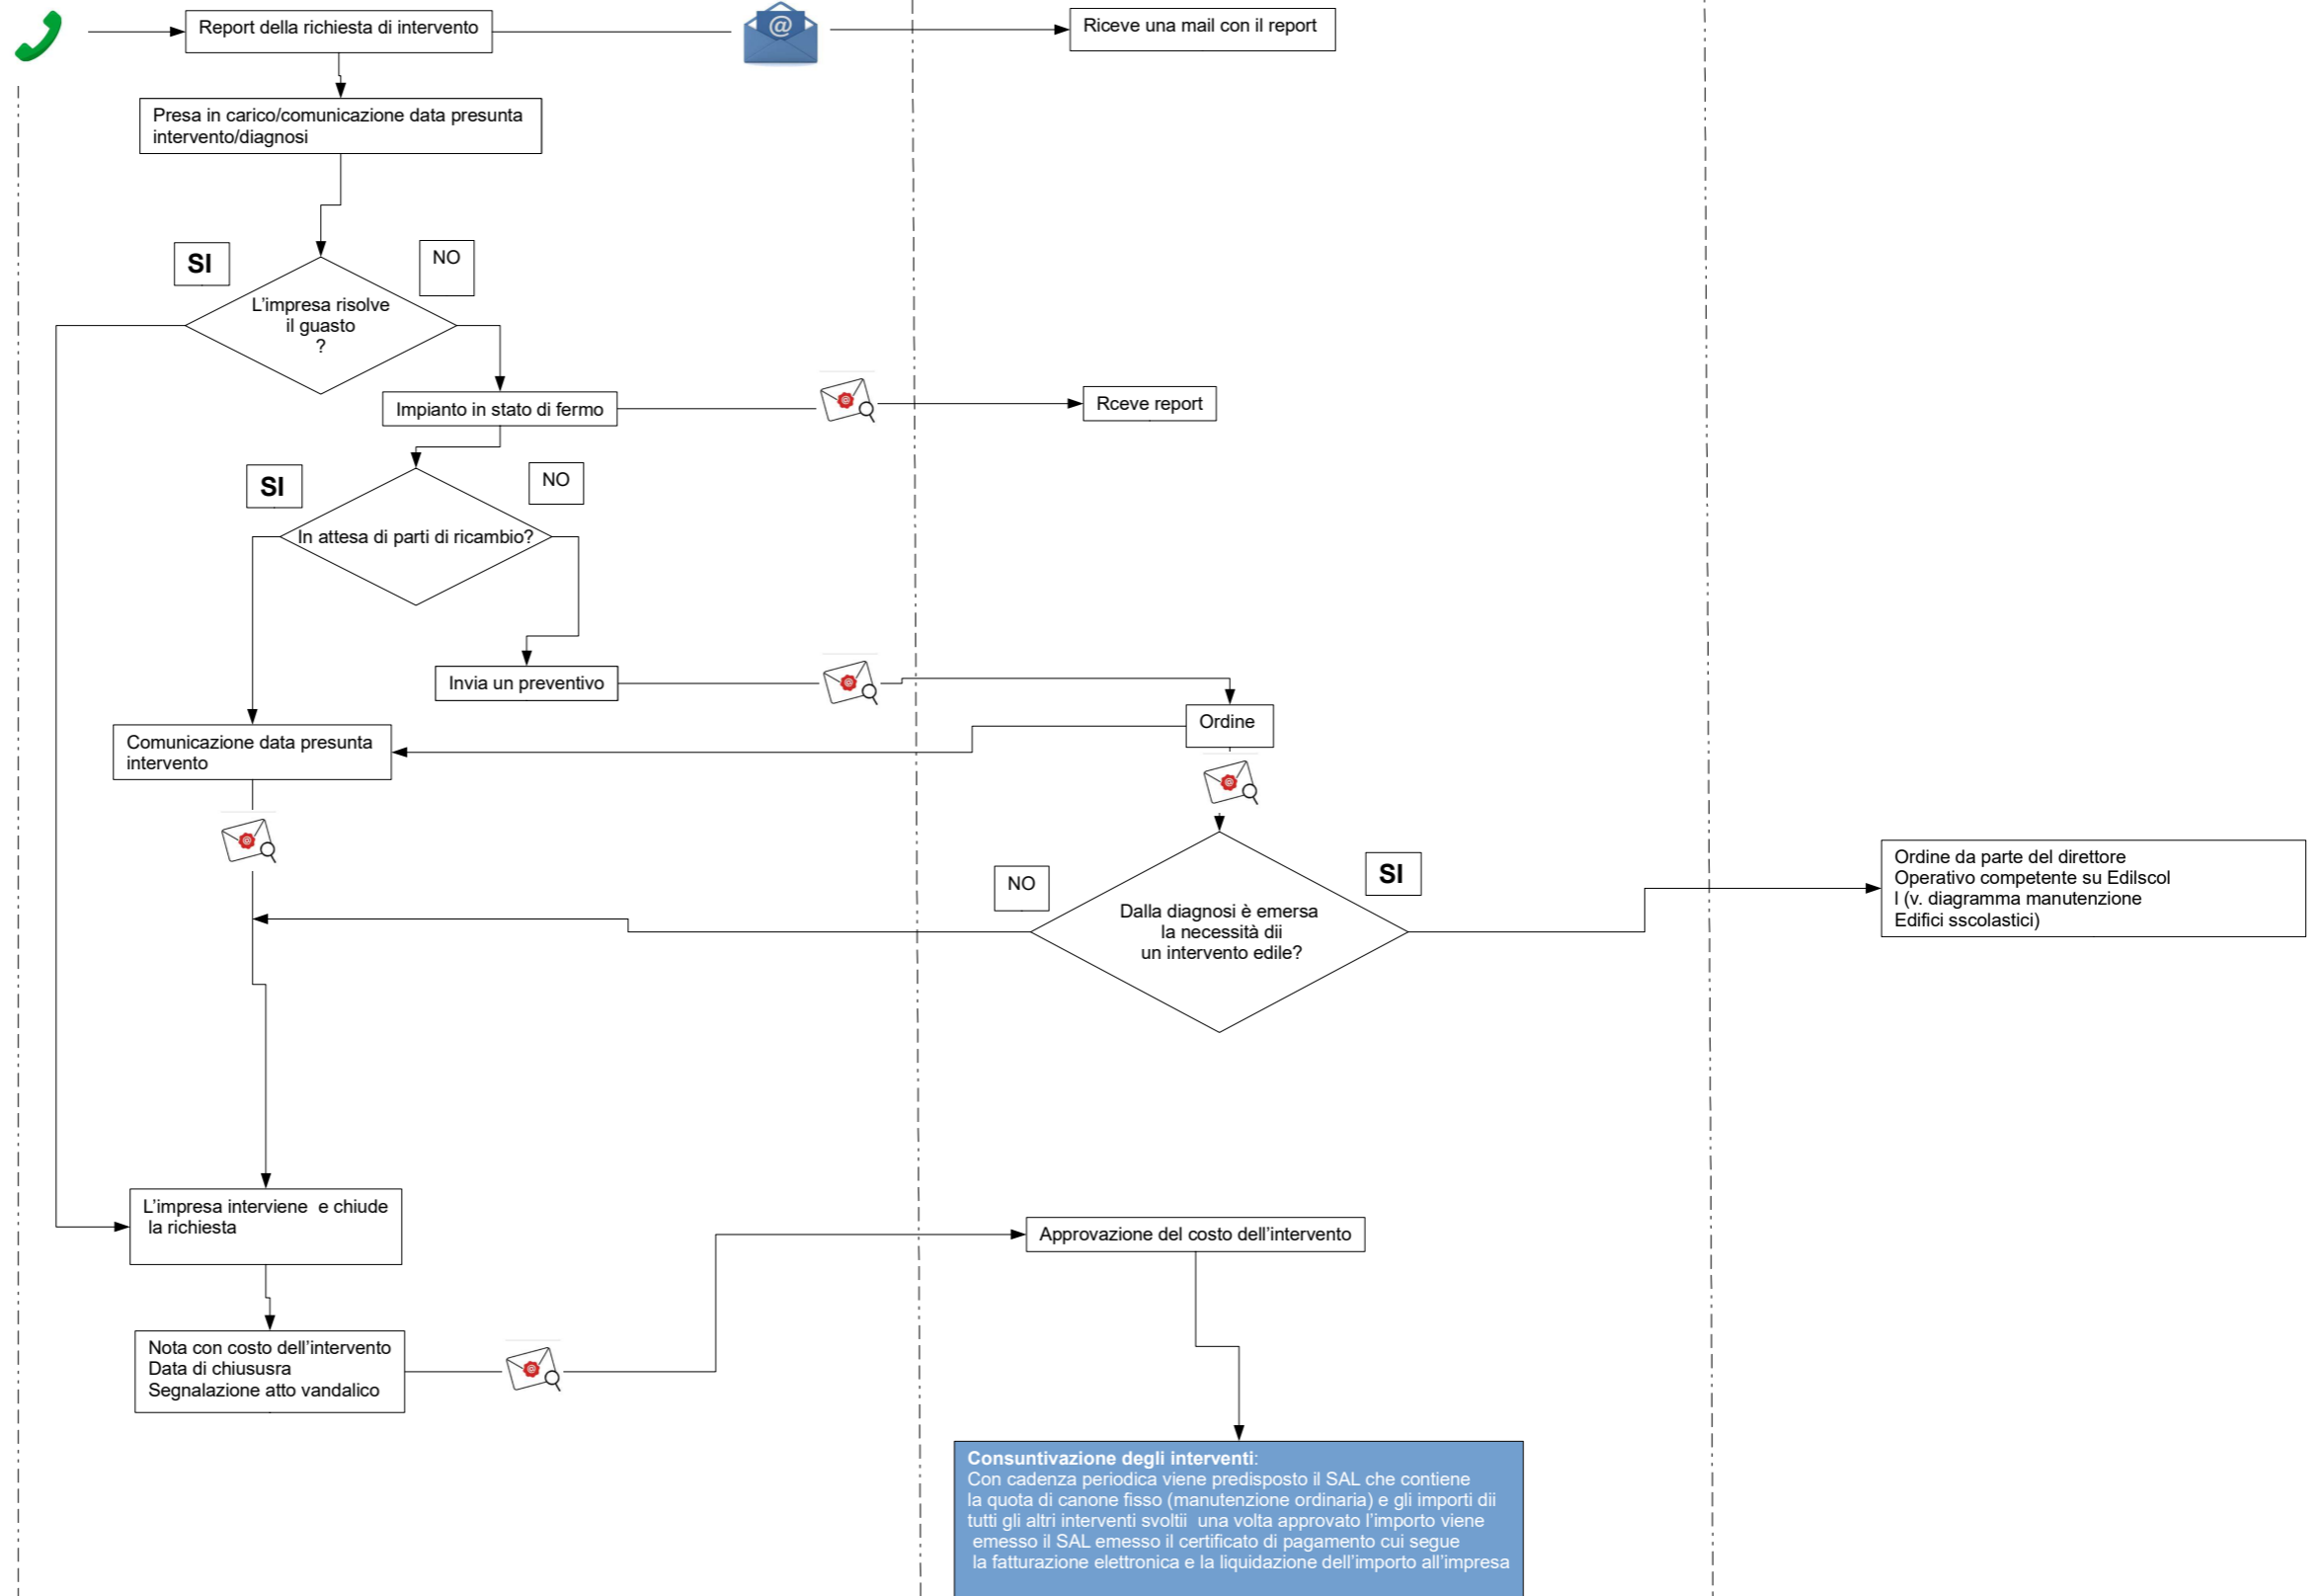 Report della richiesta di intervento
@
Riceve una mail con il report
Presa in carico/comunicazione data presunta
intervento/diagnosi
SI
NO
L'impresa risolve
il guasto
?
Impianto in stato di fermo
@
Rceve report
SI
NO
In attesa di parti di ricambio?
Invia un preventivo
@
Ordine
Comunicazione data presunta
intervento
@
@
NO
SI
Dalla diagnosi è emersa
la necessità dii
un intervento edile?
Ordine da parte del direttore
Operativo competente su Edilscol
l (v. diagramma manutenzione
Edifici sscolastici)
L'impresa interviene  e chiude
la richiesta
Approvazione del costo dell'intervento
Nota con costo dell'intervento
Data di chiususra
Segnalazione atto vandalico
@
Consuntivazione degli interventi:
Con cadenza periodica viene predisposto il SAL che contiene
la quota di canone fisso (manutenzione ordinaria) e gli importi dii
tutti gli altri interventi svoltii  una volta approvato l'importo viene
emesso il SAL emesso il certificato di pagamento cui segue
la fatturazione elettronica e la liquidazione dell'importo all'impresa